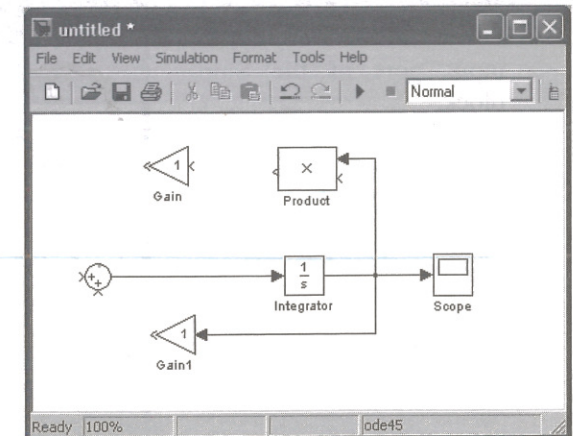 untitled *
File Edit View Simulation Format Tools Help
Normal
1
Gain
×
Product
+
+
1
s
Integrator
Scope
1
Gain1
Ready 100% ode45